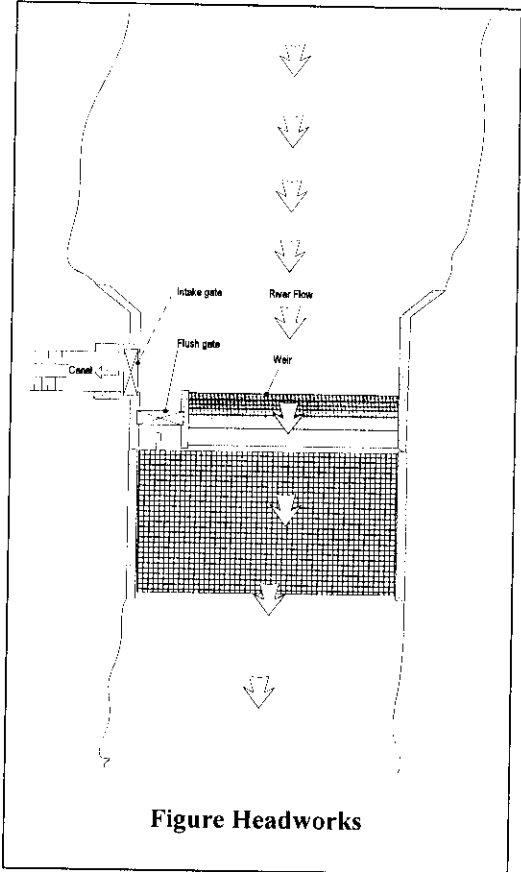 Intake gate
River Flow
Flush gate
Weir
Canal
Figure Headworks